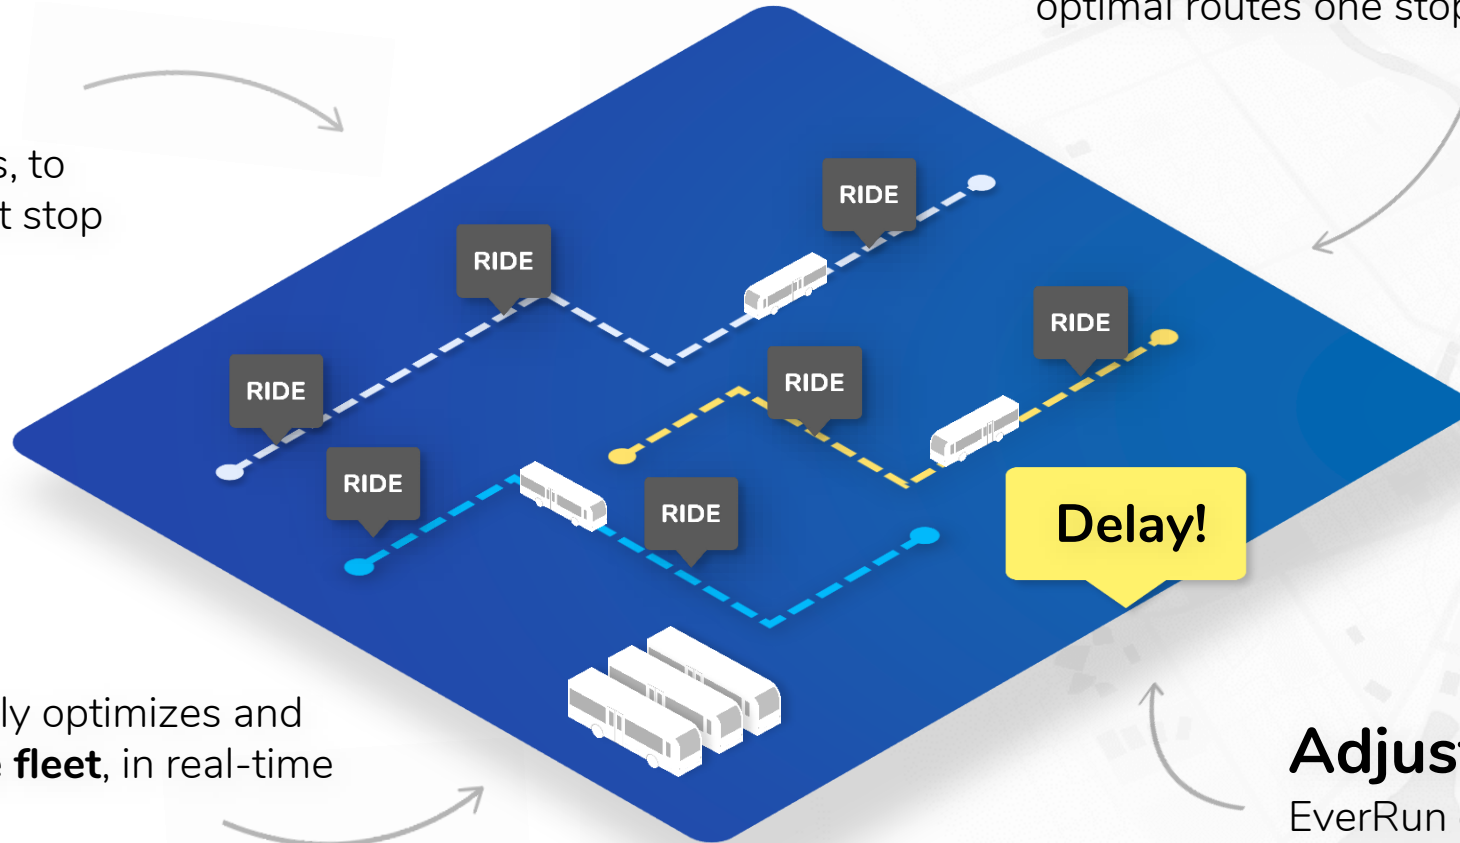 optimal routes one stop
s, to
t stop
RIDE
RIDE
RIDE
RIDE
RIDE
RIDE
RIDE
Delay!
ly optimizes and
fleet, in real-time
Adjust
EverRun